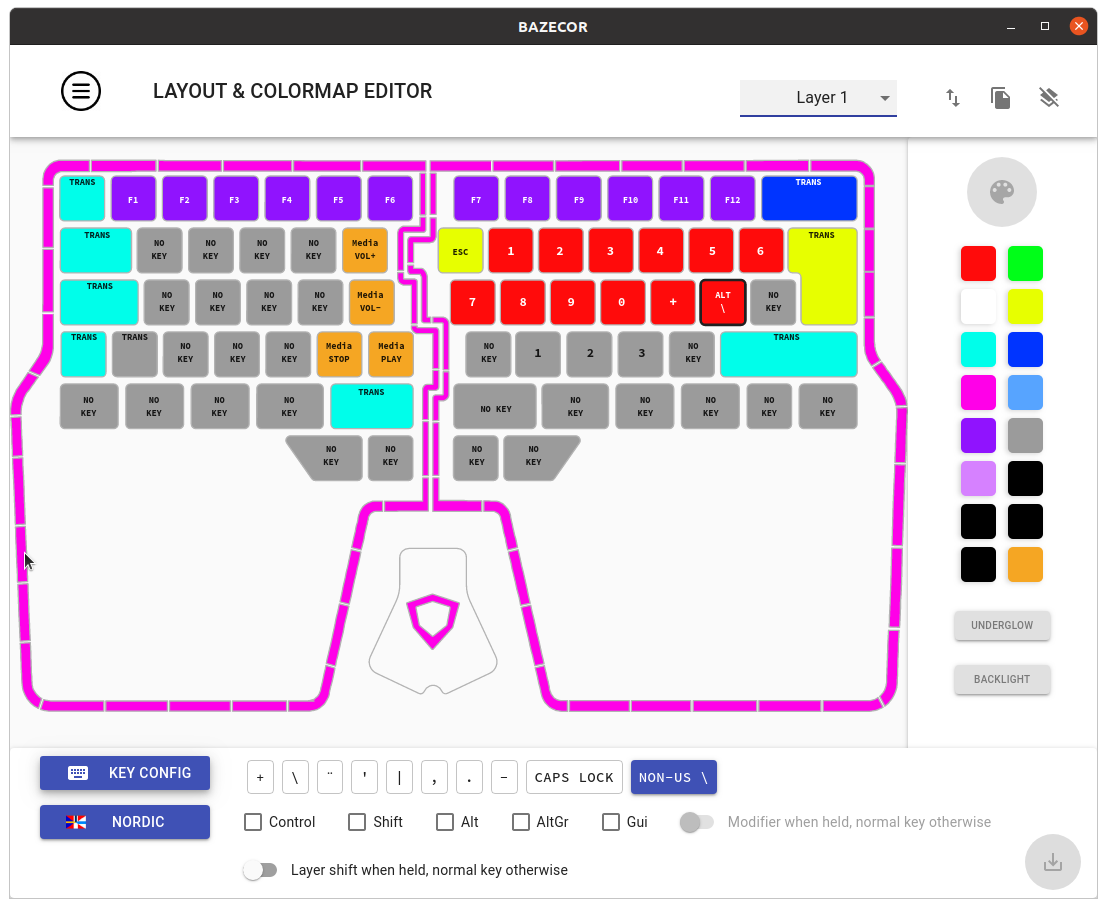 BAZECOR
LAYOUT & COLORMAP EDITOR
Layer 1
TRANS F1 F2 F3 F4 F5 F6 F7 F8 F9 F10 F11 F12 TRANS
TRANS NO KEY NO KEY NO KEY NO KEY Media VOL+ ESC 1 2 3 4 5 6 TRANS
TRANS NO KEY NO KEY NO KEY NO KEY Media VOL- 7 8 9 0 + ALT \ NO KEY
TRANS TRANS NO KEY NO KEY NO KEY Media STOP Media PLAY NO KEY 1 2 3 NO KEY TRANS
NO KEY NO KEY NO KEY NO KEY TRANS NO KEY NO KEY NO KEY NO KEY NO KEY NO KEY
NO KEY NO KEY NO KEY NO KEY
UNDERGLOW
BACKLIGHT
KEY CONFIG
+ \ ¨ ' | , . - CAPS LOCK NON-US \
NORDIC
Control Shift Alt AltGr Gui Modifier when held, normal key otherwise
Layer shift when held, normal key otherwise